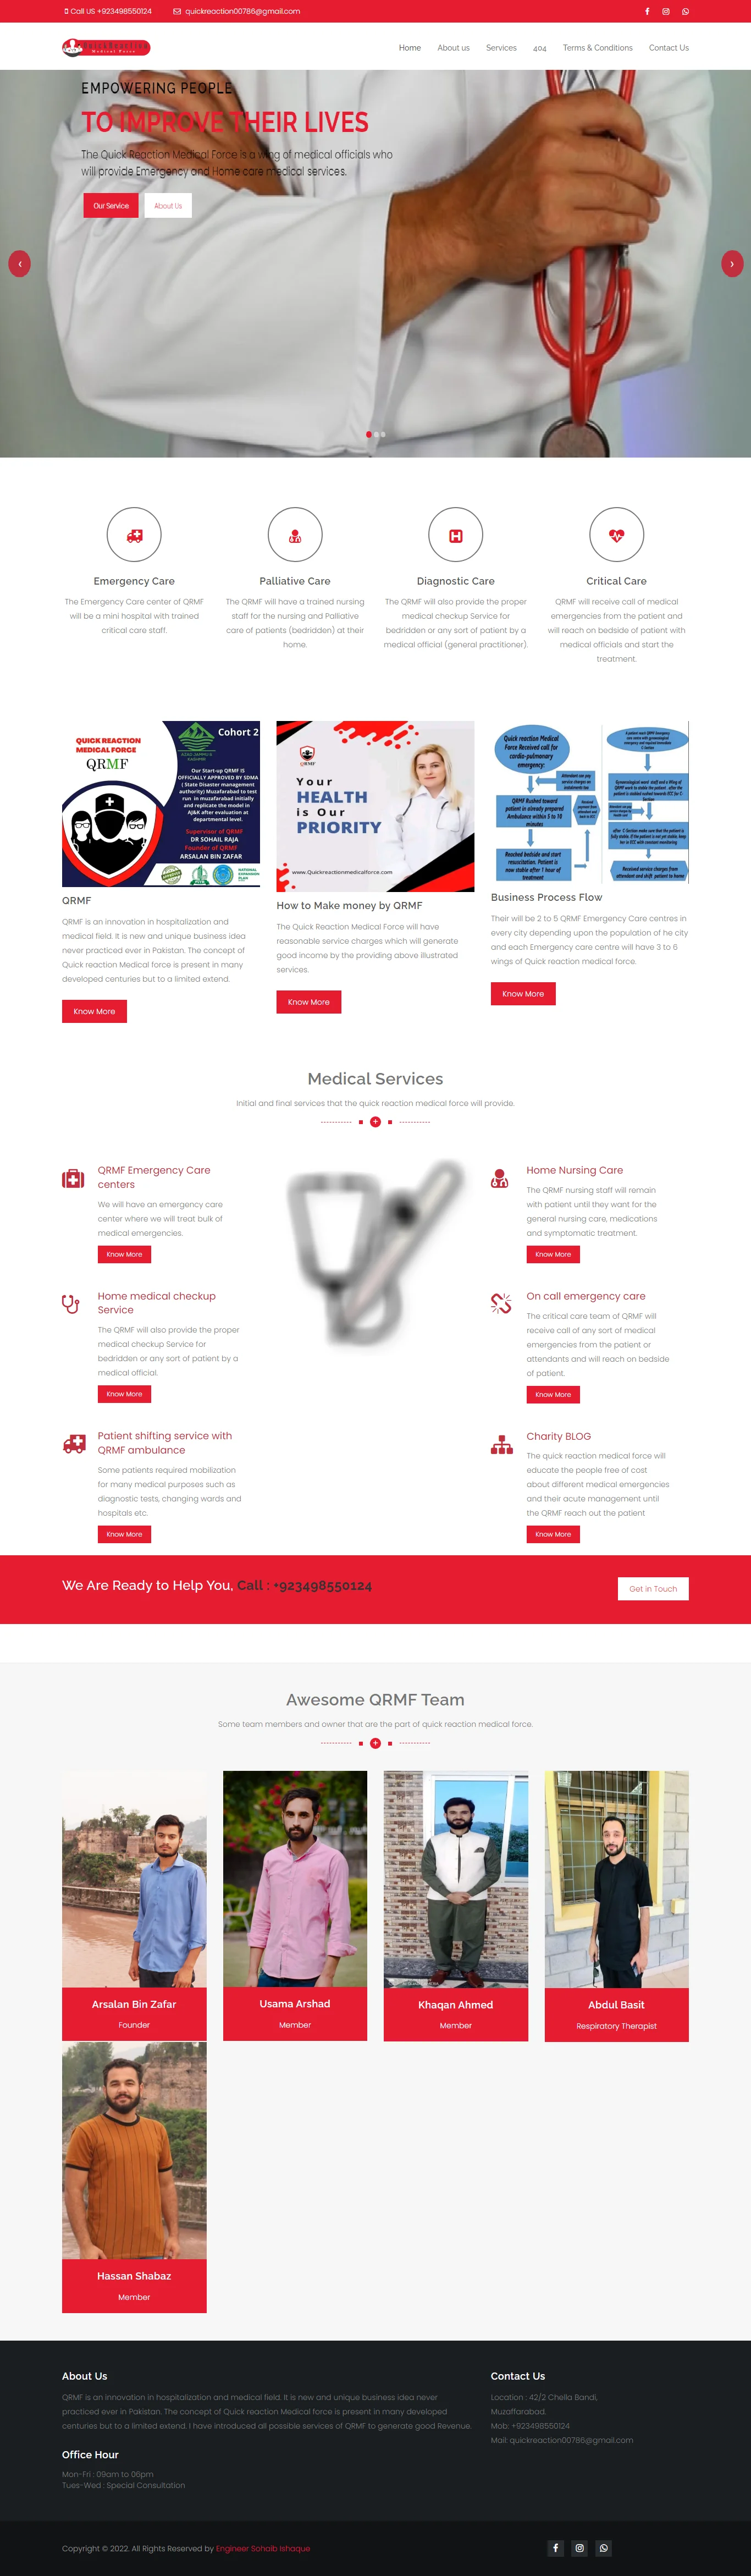 Call US +923498550124
quickreaction00786@gmail.com
QuickReaction
Medical Force
Home
About us
Services
404
Terms & Conditions
Contact Us
EMPOWERING PEOPLE
TO IMPROVE THEIR LIVES
The Quick Reaction Medical Force is a wing of medical officials who
will provide Emergency and Home care medical services.
Our Service
About Us
Emergency Care
The Emergency Care center of QRMF
will be a mini hospital with trained
critical care staff.
Palliative Care
The QRMF will have a trained nursing
staff for the nursing and Palliative
care of patients (bedridden) at their
home.
Diagnostic Care
The QRMF will also provide the proper
medical checkup Service for
bedridden or any sort of patient by a
medical official (general practitioner).
Critical Care
QRMF will receive call of medical
emergencies from the patient and
will reach on bedside of patient with
medical officials and start the
treatment.
QUICK REACTION
MEDICAL FORCE
QRMF
Cohort 2
AZAD JAMMU &
KASHMIR
Our Start-up QRMF IS
OFFICIALLY APPROVED BY SDMA
( State Disaster management
Authority) Muzafarabad to test
run in muzafarabad initially
and replicate the model in
AJ&K after evaluation at
departmental level.
Supervisor of QRMF
DR SOHAIL RAJA
Founder of QRMF
ARSALAN BIN ZAFAR
QRMF
QRMF is an innovation in hospitalization and
medical field. It is new and unique business idea
never practiced ever in Pakistan. The concept of
Quick reaction Medical force is present in many
developed centuries but to a limited extend.
Know More
QRMF
Your
HEALTH
is Our
PRIORITY
www.Quickreactionmedicalforce.com
How to Make money by QRMF
The Quick Reaction Medical Force will have
reasonable service charges which will generate
good income by the providing above illustrated
services.
Know More
Quick reaction Medical
Force Received call for
cardio-pulmonary
emergency.
QRMF Rushed toward
patient in already prepared
Ambulance within 5 to 10
minutes
Reached bedside and start
resuscitation. Patient is
now stable after 1 hour of
treatment
Business Process Flow
Their will be 2 to 5 QRMF Emergency Care centres in
every city depending upon the population of he city
and each Emergency care centre will have 3 to 6
wings of Quick reaction medical force.
Know More
Medical Services
Initial and final services that the quick reaction medical force will provide.
QRMF Emergency Care
centers
We will have an emergency care
center where we will treat bulk of
medical emergencies.
Know More
Home medical checkup
Service
The QRMF will also provide the proper
medical checkup Service for
bedridden or any sort of patient by a
medical official.
Know More
Patient shifting service with
QRMF ambulance
Some patients required mobilization
for many medical purposes such as
diagnostic tests, changing wards and
hospitals etc.
Know More
Home Nursing Care
The QRMF nursing staff will remain
with patient until they want for the
general nursing care, medications
and symptomatic treatment.
Know More
On call emergency care
The critical care team of QRMF will
receive call of any sort of medical
emergencies from the patient or
attendants and will reach on bedside
of patient.
Know More
Charity BLOG
The quick reaction medical force will
educate the people free of cost
about different medical emergencies
and their acute management until
the QRMF reach out the patient
Know More
We Are Ready to Help You, Call : +923498550124
Get in Touch
Awesome QRMF Team
Some team members and owner that are the part of quick reaction medical force.
Arsalan Bin Zafar
Founder
Usama Arshad
Member
Khaqan Ahmed
Member
Abdul Basit
Respiratory Therapist
Hassan Shabaz
Member
About Us
QRMF is an innovation in hospitalization and medical field. It is new and unique business idea never
practiced ever in Pakistan. The concept of Quick reaction Medical force is present in many developed
centuries but to a limited extend. I have introduced all possible services of QRMF to generate good Revenue.
Office Hour
Mon-Fri : 09am to 06pm
Tues-Wed : Special Consultation
Contact Us
Location : 42/2 Chella Bandi,
Muzaffarabad.
Mob: +923498550124
Mail: quickreaction00786@gmail.com
Copyright © 2022. All Rights Reserved by Engineer Sohaib Ishaque